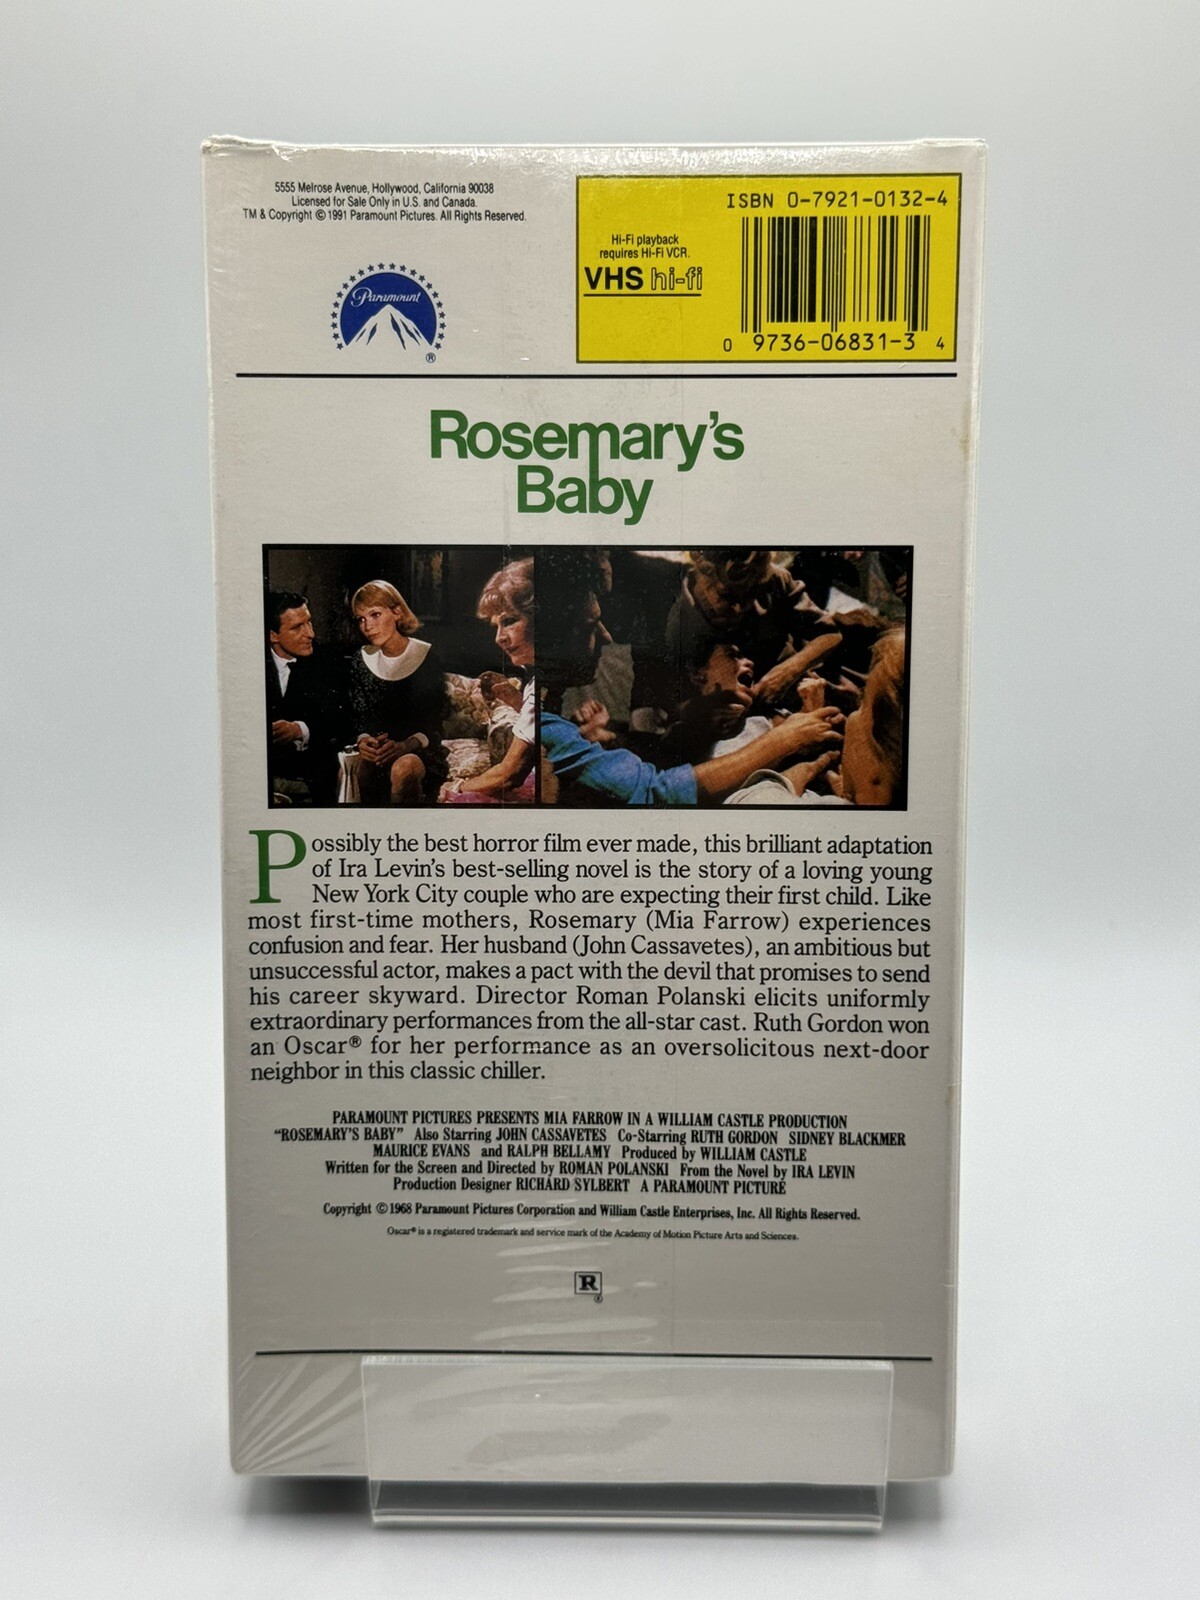 5555 Melrose Avenue, Hollywood, California 90038
Licensed for Sale Only in U.S. and Canada.
TM & Copyright © 1991 Paramount Pictures. All Rights Reserved.
Paramount
®
ISBN 0-7921-0132-4
Hi-Fi playback
requires Hi-Fi VCR.
VHS hi-fi
0 9736-06831-3 4
Rosemary's
Baby
Possibly the best horror film ever made, this brilliant adaptation
of Ira Levin's best-selling novel is the story of a loving young
New York City couple who are expecting their first child. Like
most first-time mothers, Rosemary (Mia Farrow) experiences
confusion and fear. Her husband (John Cassavetes), an ambitious but
unsuccessful actor, makes a pact with the devil that promises to send
his career skyward. Director Roman Polanski elicits uniformly
extraordinary performances from the all-star cast. Ruth Gordon won
an Oscar® for her performance as an oversolicitous next-door
neighbor in this classic chiller.
PARAMOUNT PICTURES PRESENTS MIA FARROW IN A WILLIAM CASTLE PRODUCTION
"ROSEMARY'S BABY" Also Starring JOHN CASSAVETES Co-Starring RUTH GORDON SIDNEY BLACKMER
MAURICE EVANS and RALPH BELLAMY Produced by WILLIAM CASTLE
Written for the Screen and Directed by ROMAN POLANSKI From the Novel by IRA LEVIN
Production Designer RICHARD SYLBERT A PARAMOUNT PICTURE
Copyright © 1968 Paramount Pictures Corporation and William Castle Enterprises, Inc. All Rights Reserved.
Oscar® is a registered trademark and service mark of the Academy of Motion Picture Arts and Sciences.
R
®